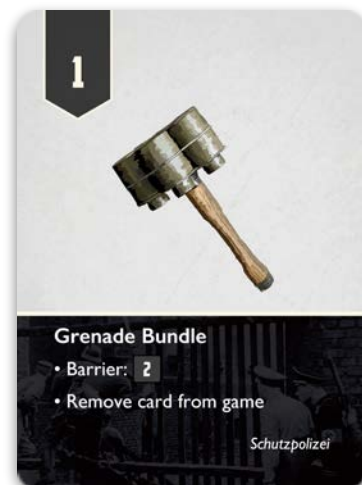 1
Grenade Bundle
• Barrier: 2
• Remove card from game
Schutzpolizei